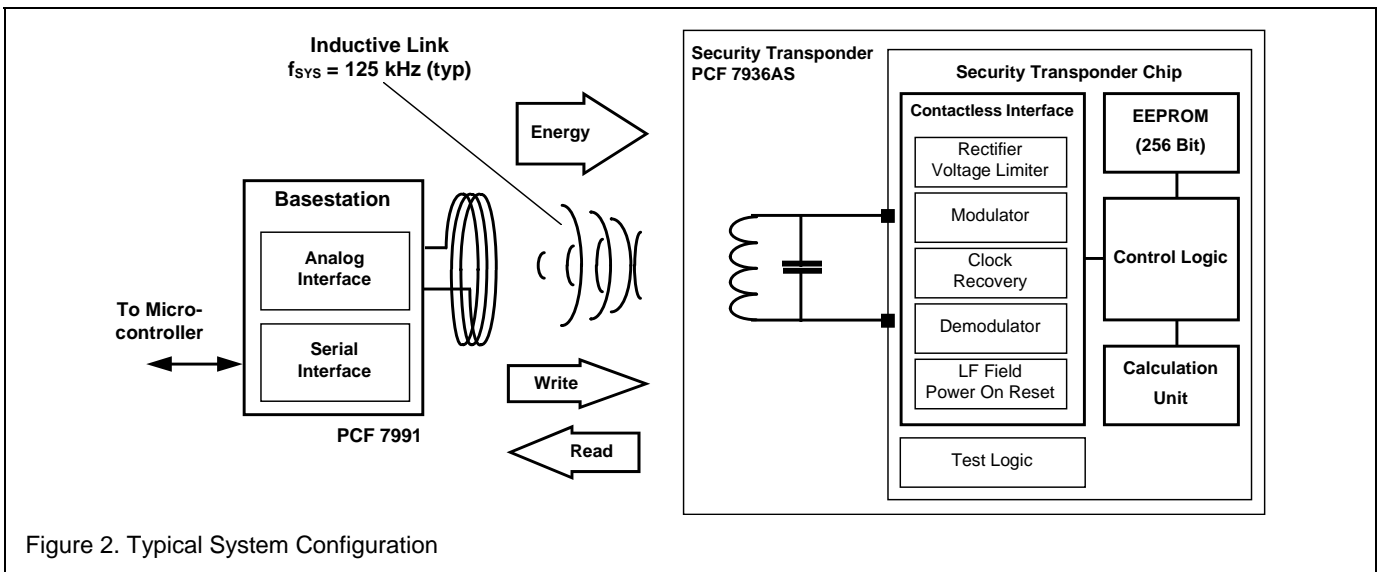 Inductive Link
fSYS = 125 kHz (typ)
Energy
Basestation
Analog
Interface
Serial
Interface
To Micro-
controller
PCF 7991
Write
Read
Security Transponder
PCF 7936AS
Security Transponder Chip
Contactless Interface
Rectifier
Voltage Limiter
Modulator
Clock
Recovery
Demodulator
LF Field
Power On Reset
Test Logic
EEPROM
(256 Bit)
Control Logic
Calculation
Unit
Figure 2. Typical System Configuration